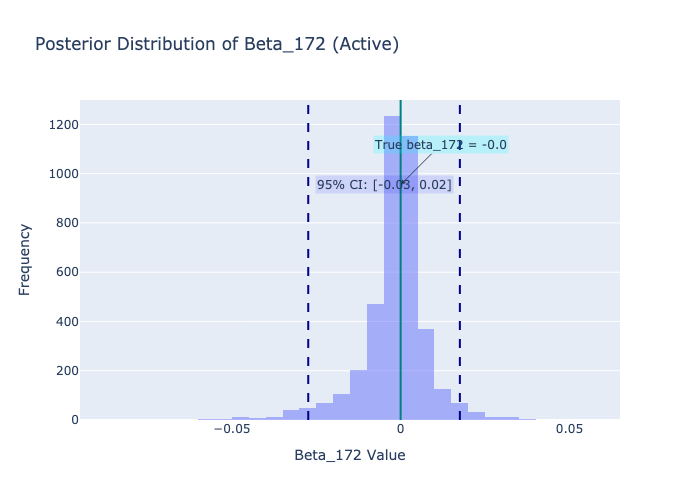 Posterior Distribution of Beta_172 (Active)
1200
True beta_172 = -0.0
1000
95% CI: [-0.03, 0.02]
800
Frequency
600
400
200
0
−0.05
0
0.05
Beta_172 Value